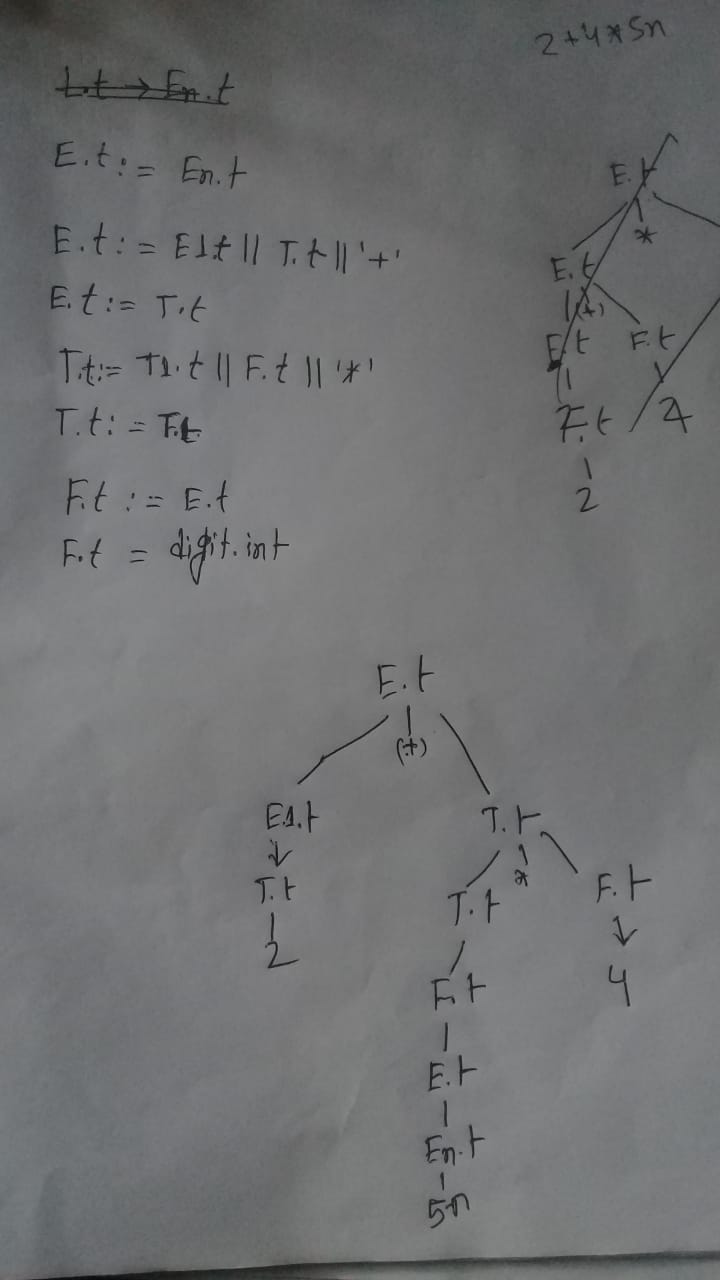 2+4*5n
L.t → En.t
E.t := En.t
E.t := E1.t || T.t || '+'
E.t := T.t
T.t := T1.t || F.t || '*'
T.t := F.t
F.t := E.t
F.t = digit.int
E.t
*
E.t
(+)
E.t F.t
F.t 4
2
E.t
(+)
E1.t T.t
*
T.t T.t F.t
2 F.t 4
E.t
En.t
5n